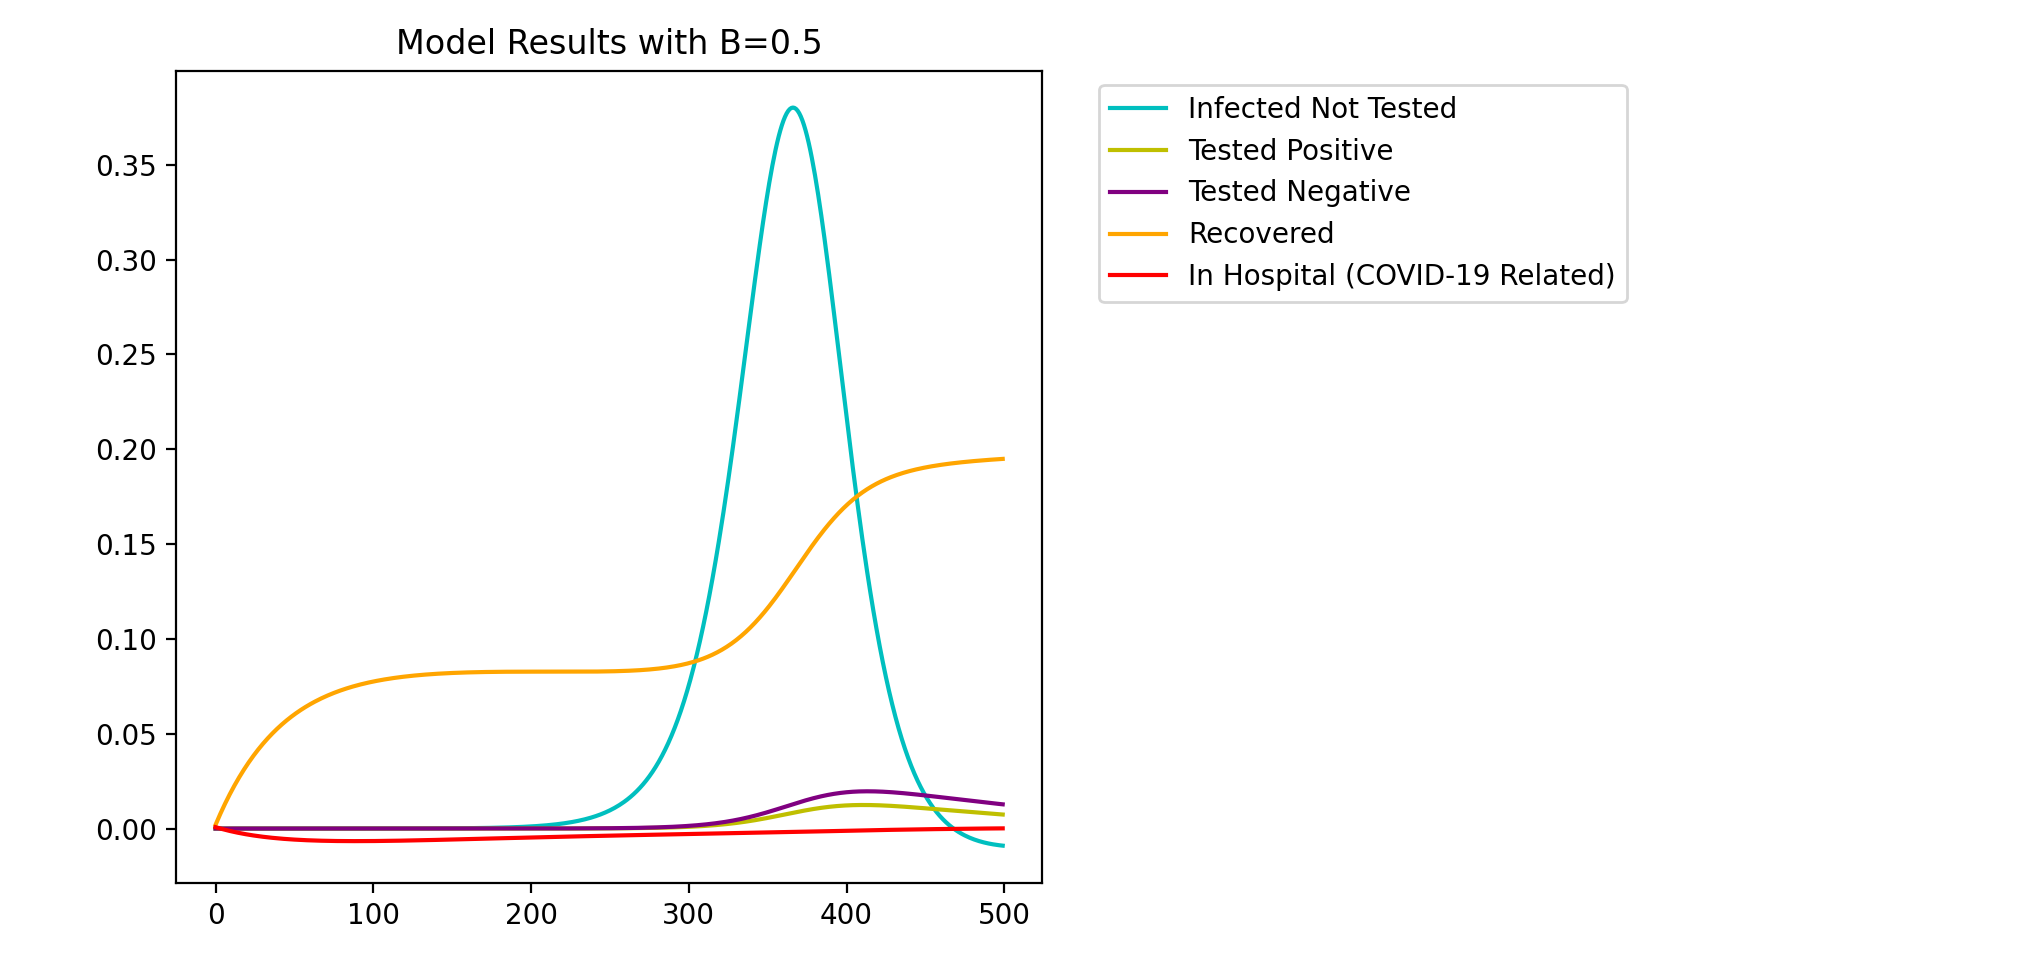 Model Results with B=0.5
0.35
0.30
0.25
0.20
0.15
0.10
0.05
0.00
0 100 200 300 400 500
Infected Not Tested
Tested Positive
Tested Negative
Recovered
In Hospital (COVID-19 Related)